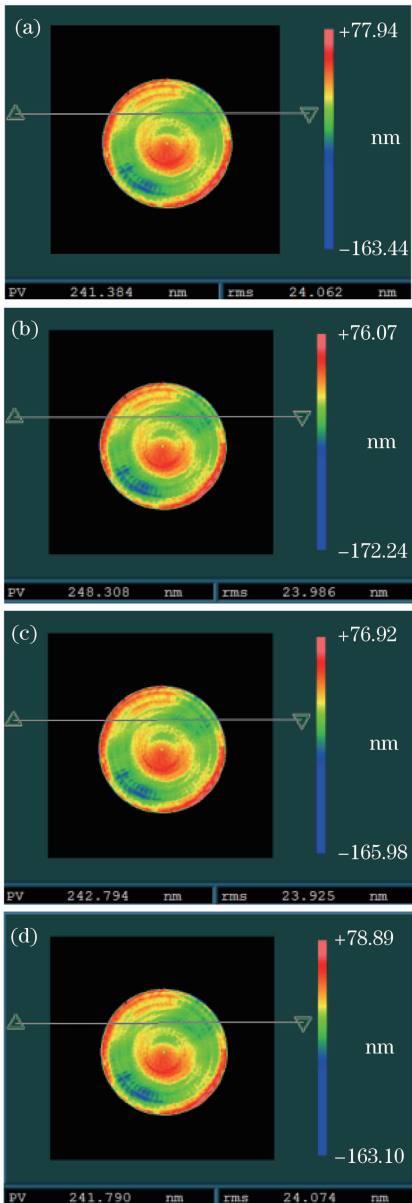 (a)
+77.94
nm
−163.44
PV 241.384 nm rms 24.062 nm
(b)
+76.07
nm
−172.24
PV 248.308 nm rms 23.986 nm
(c)
+76.92
nm
−165.98
PV 242.794 nm rms 23.925 nm
(d)
+78.89
nm
−163.10
PV 241.790 nm rms 24.074 nm